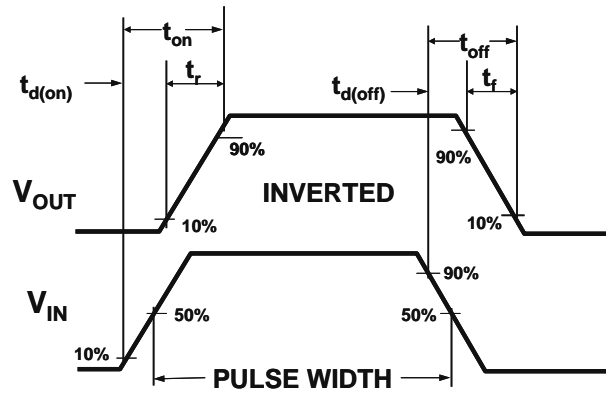 t_on
t_off
t_d(on)
t_r
t_d(off)
t_f
90%
90%
V_OUT
INVERTED
10%
10%
90%
V_IN
50%
50%
10%
PULSE WIDTH